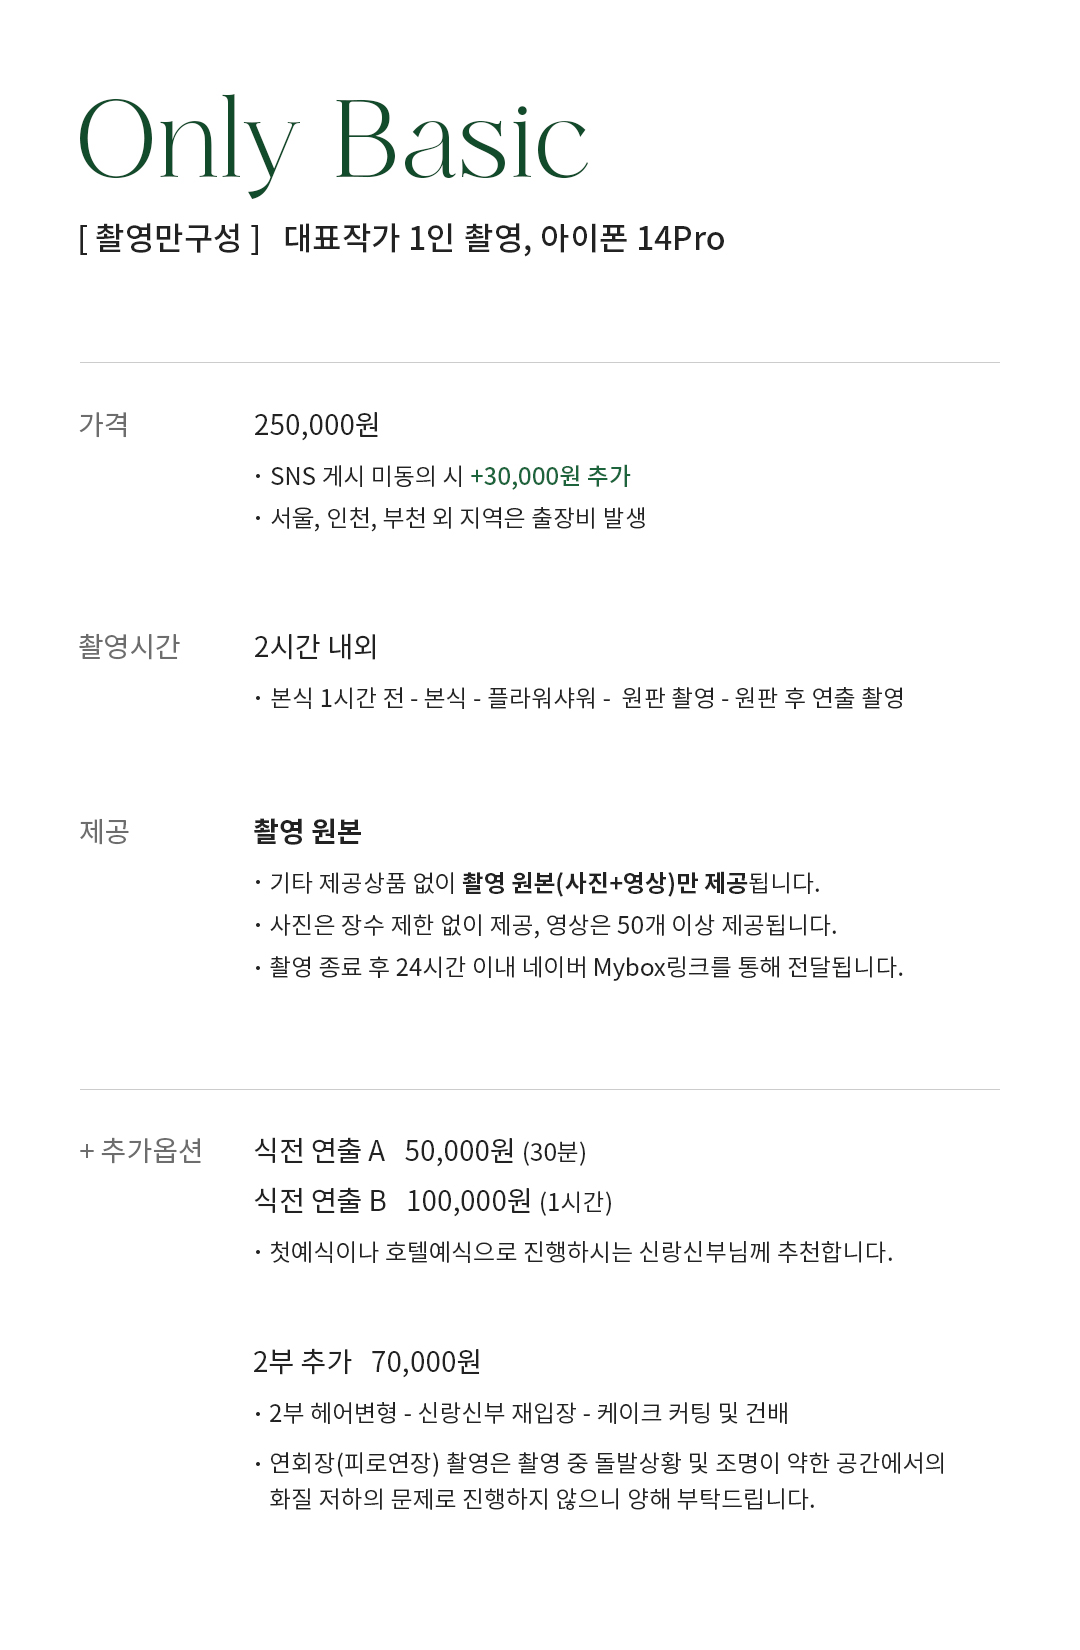 Only Basic
[ 촬영만구성 ] 대표작가 1인 촬영, 아이폰 14Pro
가격 250,000원
· SNS 게시 미동의 시 +30,000원 추가
· 서울, 인천, 부천 외 지역은 출장비 발생
촬영시간 2시간 내외
· 본식 1시간 전 - 본식 - 플라워샤워 - 원판 촬영 - 원판 후 연출 촬영
제공 촬영 원본
· 기타 제공상품 없이 촬영 원본(사진+영상)만 제공됩니다.
· 사진은 장수 제한 없이 제공, 영상은 50개 이상 제공됩니다.
· 촬영 종료 후 24시간 이내 네이버 Mybox링크를 통해 전달됩니다.
+ 추가옵션 식전 연출 A 50,000원 (30분)
식전 연출 B 100,000원 (1시간)
· 첫예식이나 호텔예식으로 진행하시는 신랑신부님께 추천합니다.
2부 추가 70,000원
· 2부 헤어변형 - 신랑신부 재입장 - 케이크 커팅 및 건배
· 연회장(피로연장) 촬영은 촬영 중 돌발상황 및 조명이 약한 공간에서의
화질 저하의 문제로 진행하지 않으니 양해 부탁드립니다.